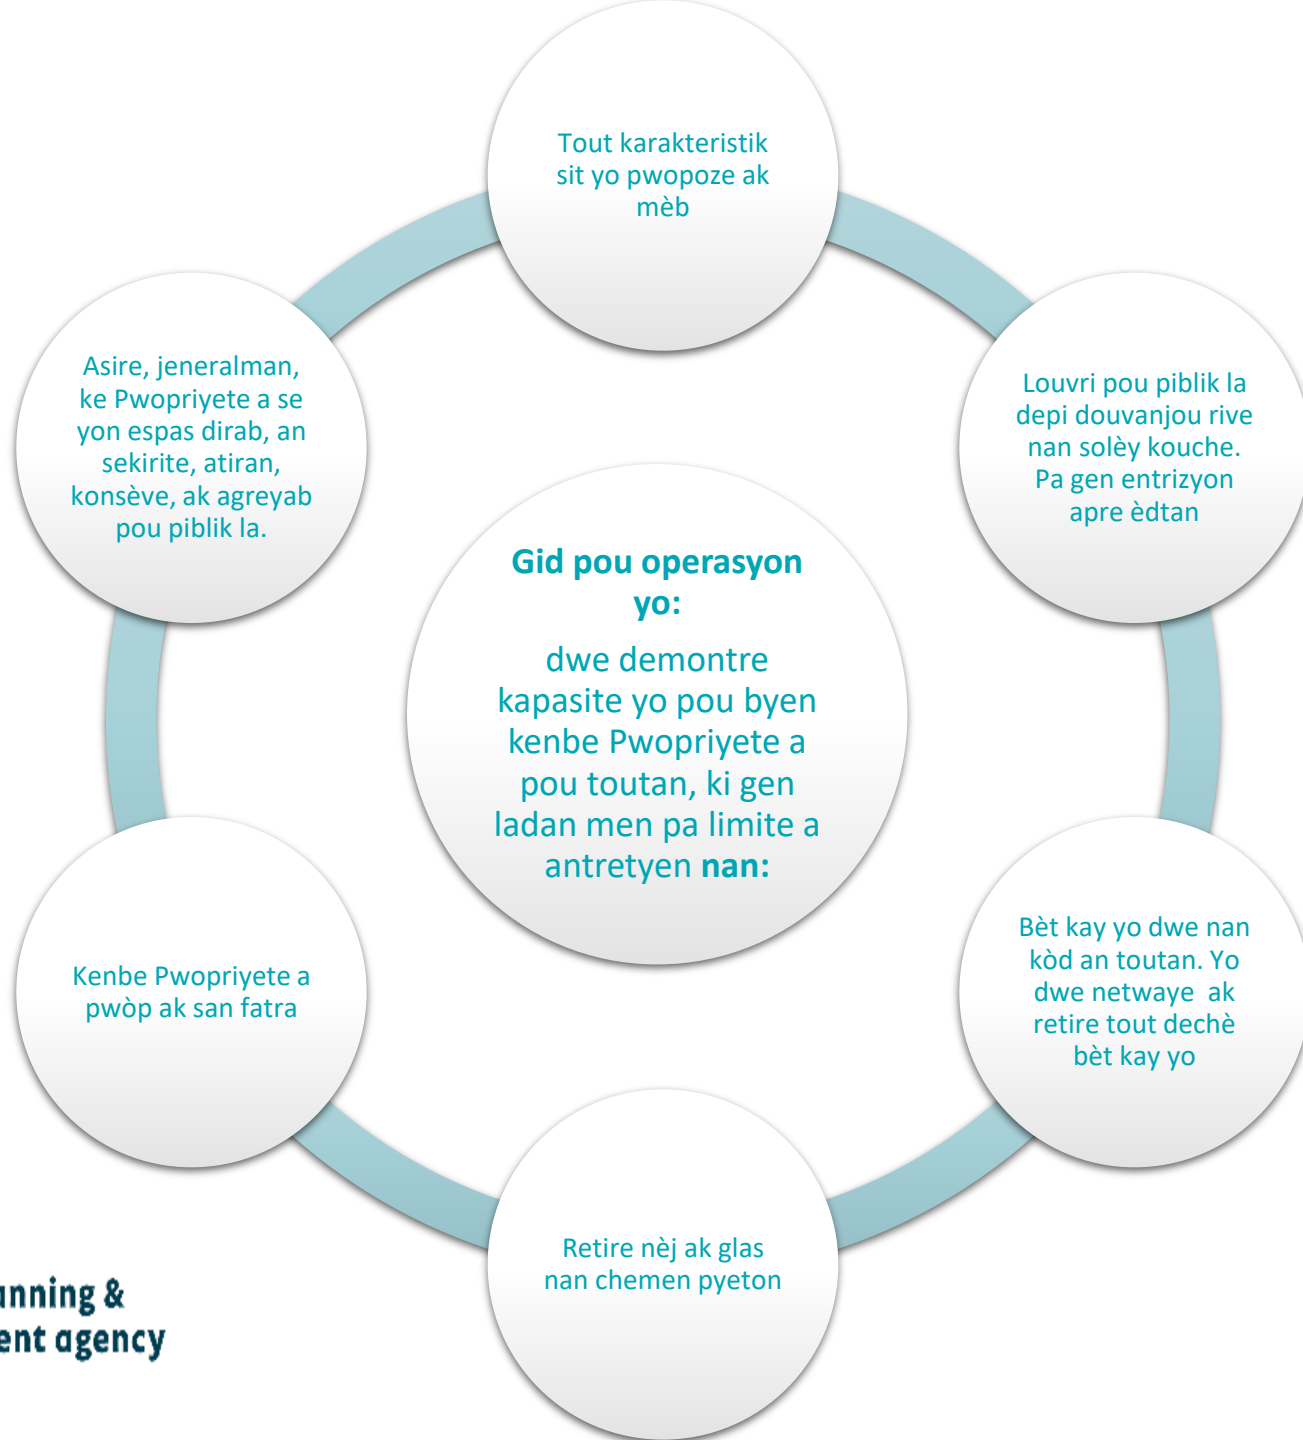 Tout karakteristik
sit yo pwopoze ak
mèb
Louvri pou piblik la
depi douvanjou rive
nan solèy kouche.
Pa gen entrizyon
apre èdtan
Bèt kay yo dwe nan
kòd an toutan. Yo
dwe netwaye ak
retire tout dechè
bèt kay yo
Retire nèj ak glas
nan chemen pyeton
Kenbe Pwopriyete a
pwòp ak san fatra
Asire, jeneralman,
ke Pwopriyete a se
yon espas dirab, an
sekirite, atiran,
konsève, ak agreyab
pou piblik la.
Gid pou operasyon
yo:
dwe demontre
kapasite yo pou byen
kenbe Pwopriyete a
pou toutan, ki gen
ladan men pa limite a
antretyen nan:
&
agency